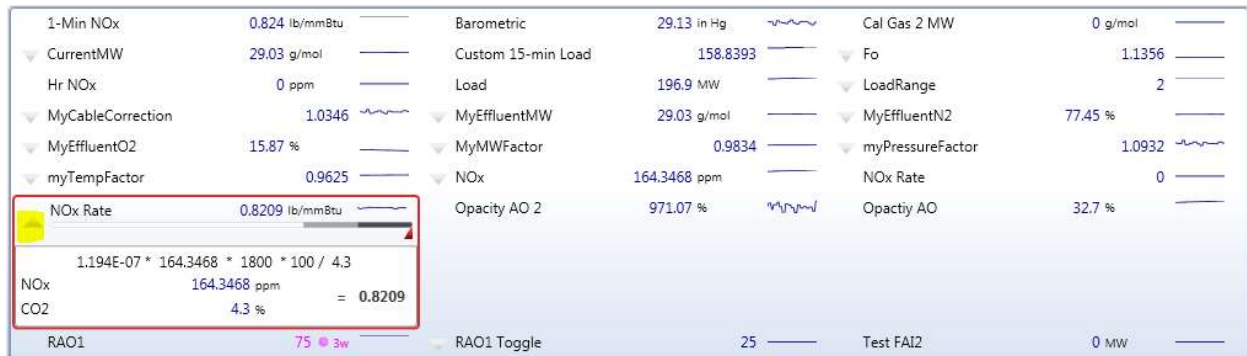 1-Min NOx 0.824 lb/mmBtu Barometric 29.13 in Hg Cal Gas 2 MW 0 g/mol
CurrentMW 29.03 g/mol Custom 15-min Load 158.8393 Fo 1.1356
Hr NOx 0 ppm Load 196.9 MW LoadRange 2
MyCableCorrection 1.0346 MyEffluentMW 29.03 g/mol MyEffluentN2 77.45 %
MyEffluentO2 15.87 % MyMWFactor 0.9834 myPressureFactor 1.0932
myTempFactor 0.9625 NOx 164.3468 ppm NOx Rate 0
NOx Rate 0.8209 lb/mmBtu Opacity AO 2 971.07 % Opactiy AO 32.7 %
1.194E-07 * 164.3468 * 1800 * 100 / 4.3
NOx 164.3468 ppm
= 0.8209
CO2 4.3 %
RAO1 75 3w RAO1 Toggle 25 Test FAI2 0 MW